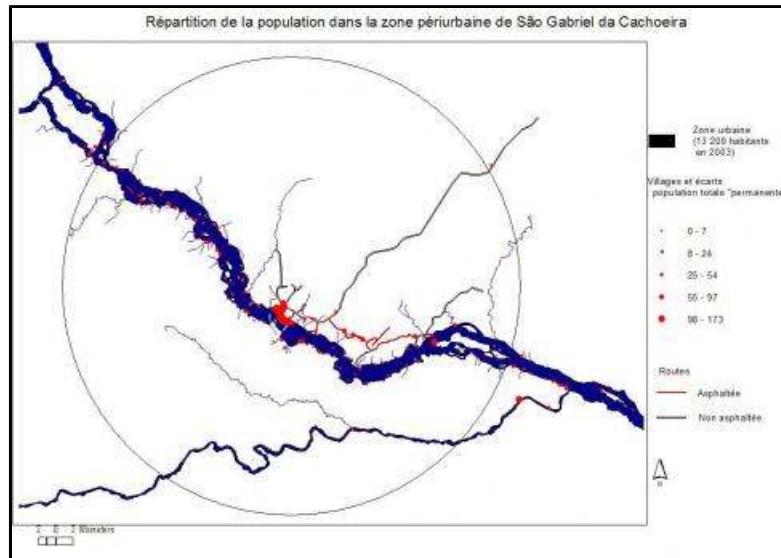 Répartition de la population dans la zone périurbaine de São Gabriel da Cachoeira
Zone urbaine
(13 200 habitants
en 2003)
Villages et écarts
population totale "permanente
0 - 7
8 - 24
25 - 54
55 - 97
98 - 173
Routes
Asphaltée
Non asphaltée
N
2 0 2 Kilometers